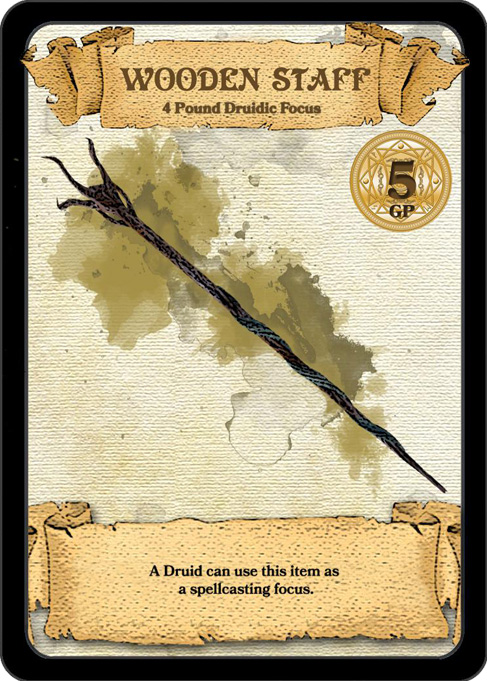 WOODEN STAFF
4 Pound Druidic Focus
5
GP
A Druid can use this item as
a spellcasting focus.